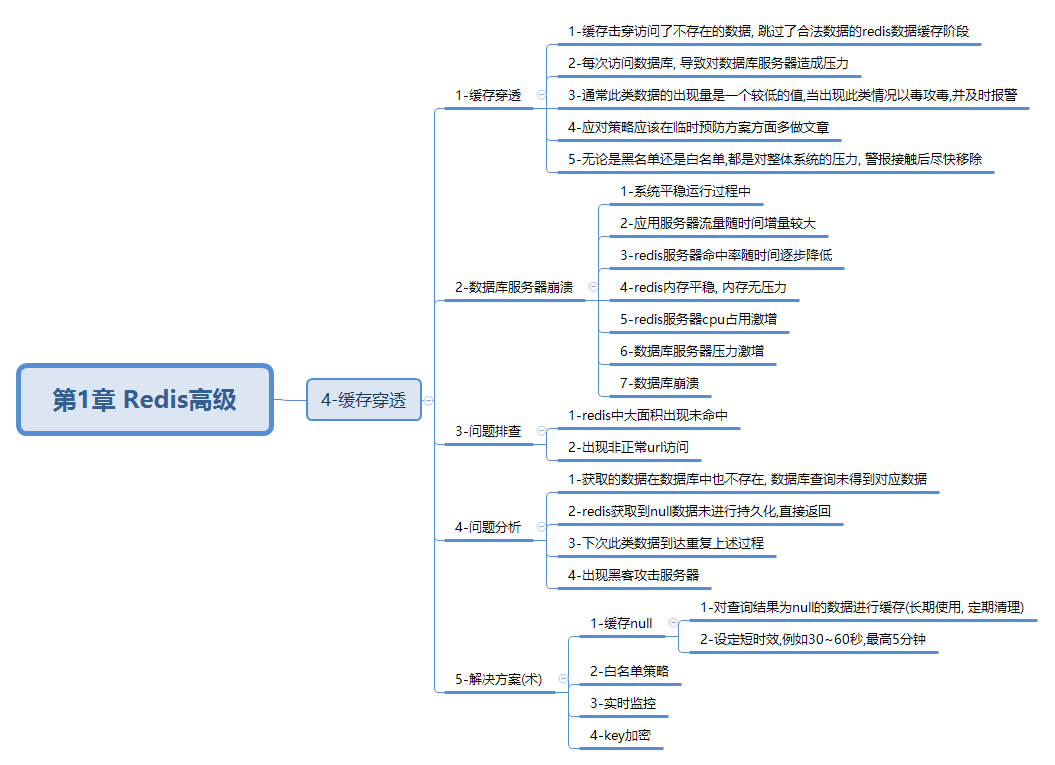 第1章 Redis高级
4-缓存穿透
1-缓存穿透
1-缓存击穿访问了不存在的数据, 跳过了合法数据的redis数据缓存阶段
2-每次访问数据库, 导致对数据库服务器造成压力
3-通常此类数据的出现量是一个较低的值,当出现此类情况以毒攻毒,并及时报警
4-应对策略应该在临时预防方案方面多做文章
5-无论是黑名单还是白名单,都是对整体系统的压力, 警报接触后尽快移除
2-数据库服务器崩溃
1-系统平稳运行过程中
2-应用服务器流量随时间增量较大
3-redis服务器命中率随时间逐步降低
4-redis内存平稳, 内存无压力
5-redis服务器cpu占用激增
6-数据库服务器压力激增
7-数据库崩溃
3-问题排查
1-redis中大面积出现未命中
2-出现非正常url访问
4-问题分析
1-获取的数据在数据库中也不存在, 数据库查询未得到对应数据
2-redis获取到null数据未进行持久化,直接返回
3-下次此类数据到达重复上述过程
4-出现黑客攻击服务器
5-解决方案(术)
1-缓存null
1-对查询结果为null的数据进行缓存(长期使用, 定期清理)
2-设定短时效,例如30~60秒,最高5分钟
2-白名单策略
3-实时监控
4-key加密